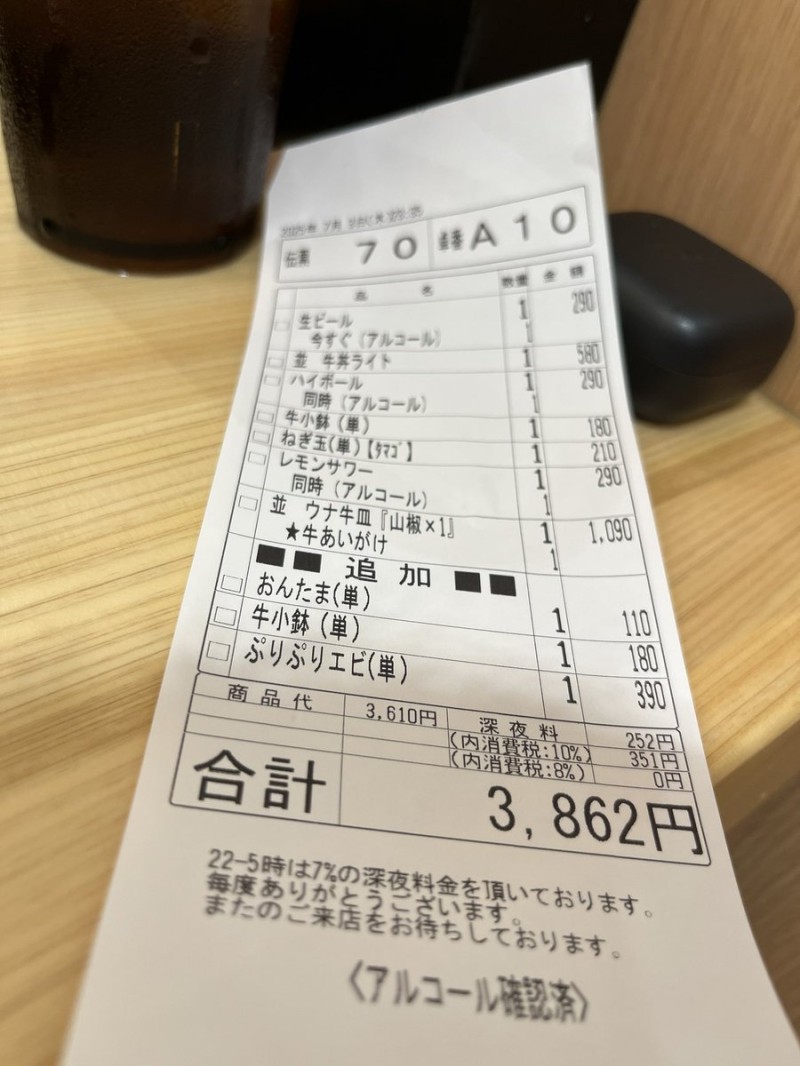 2025年 7月
伝票 70 卓番 A10
品 名 数量 金 額
生ビール 1 290
今すぐ (アルコール) 1
並 牛丼ライト 1 580
ハイボール 1 290
同時 (アルコール) 1
牛小鉢 (単) 1 180
ねぎ玉(単)【ﾀﾏｺﾞ】 1 210
レモンサワー 1 290
同時 (アルコール) 1
並 ウナ牛皿『山椒×1』 1 1,090
★牛あいがけ 1
■■ 追 加 ■■
おんたま(単) 1 110
牛小鉢 (単) 1 180
ぷりぷりエビ(単) 1 390
商品代 3,610円 深夜料 252円
(内消費税:10%) 351円
(内消費税:8%) 0円
合計 3,862円
22-5時は7%の深夜料金を頂いております。
毎度ありがとうございます。
またのご来店をお待ちしております。
〈アルコール確認済〉